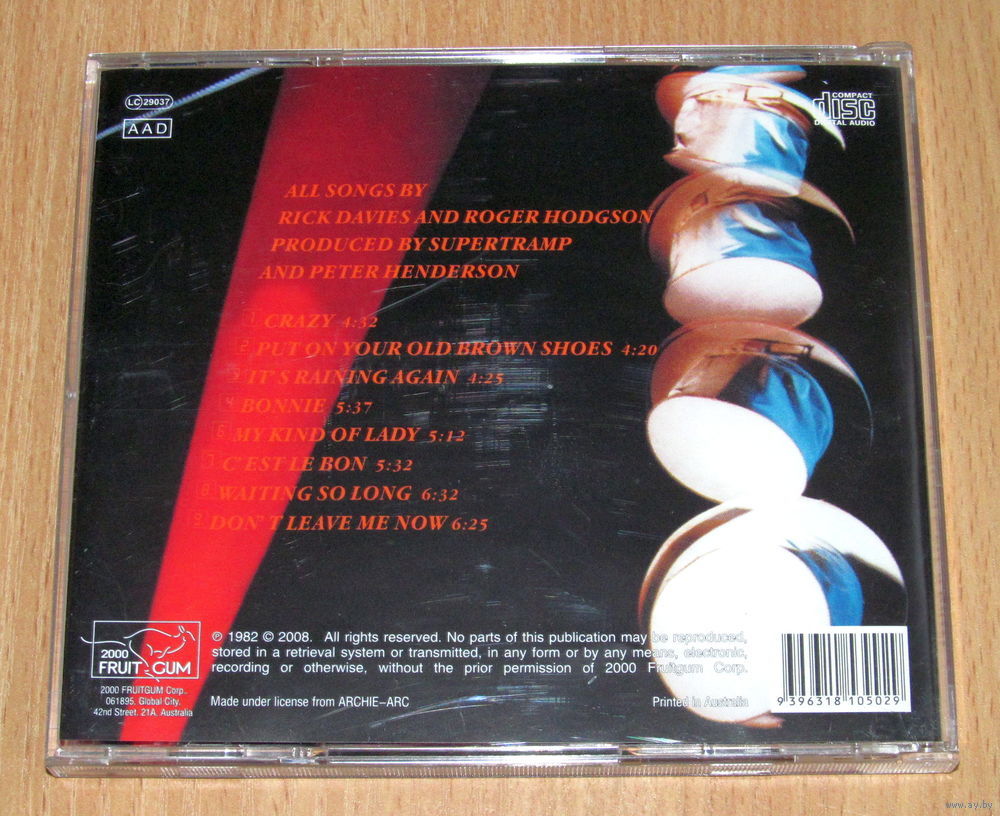 LC 29037
AAD
COMPACT
disc
DIGITAL AUDIO
ALL SONGS BY
RICK DAVIES AND ROGER HODGSON
PRODUCED BY SUPERTRAMP
AND PETER HENDERSON
1 CRAZY 4:32
2 PUT ON YOUR OLD BROWN SHOES 4:20
3 IT'S RAINING AGAIN 4:25
4 BONNIE 5:37
6 MY KIND OF LADY 5:12
7 C'EST LE BON 5:32
8 WAITING SO LONG 6:32
9 DON'T LEAVE ME NOW 6:25
2000
FRUIT-GUM
2000 FRUITGUM Corp.
061895, Global City,
42nd Street. 21A. Australia
℗ 1982 © 2008. All rights reserved. No parts of this publication may be reproduced,
stored in a retrieval system or transmitted, in any form or by any means, electronic,
recording or otherwise, without the prior permission of 2000 Fruitgum Corp.
Made under license from ARCHIE-ARC
Printed in Australia
9 396318 105029
www.ay.by